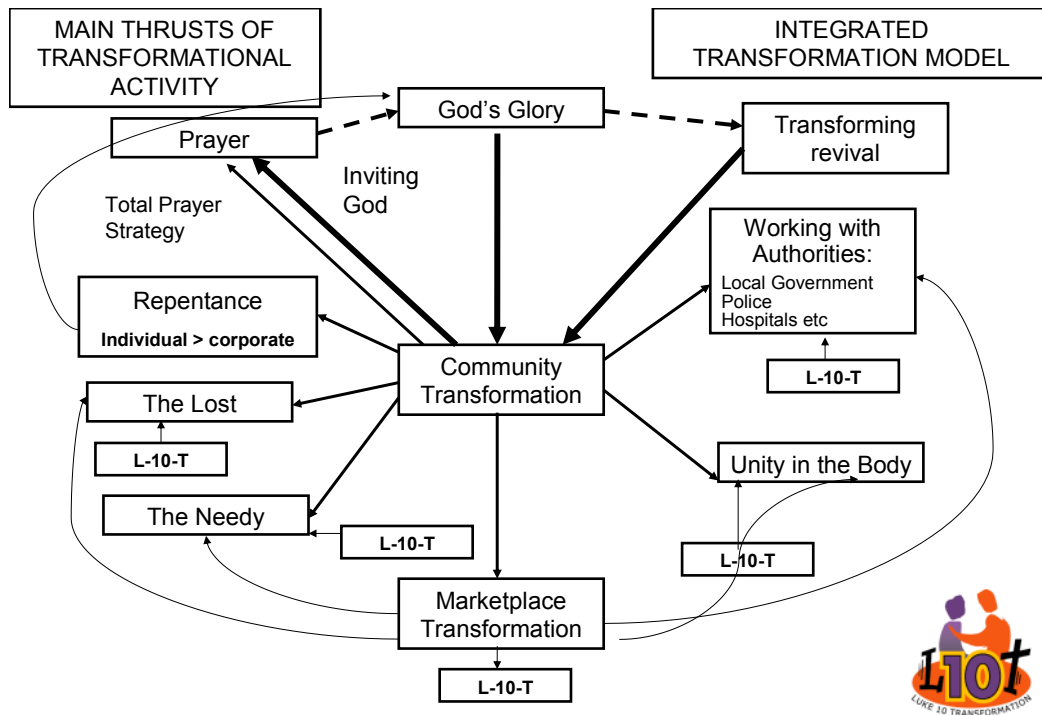 MAIN THRUSTS OF
TRANSFORMATIONAL
ACTIVITY
INTEGRATED
TRANSFORMATION MODEL
God's Glory
Prayer
Transforming
revival
Inviting
God
Total Prayer
Strategy
Working with
Authorities:
Local Government
Police
Hospitals etc
Repentance
Individual > corporate
L-10-T
Community
Transformation
The Lost
L-10-T
Unity in the Body
The Needy
L-10-T
L-10-T
Marketplace
Transformation
L-10-T
L10T
LUKE 10 TRANSFORMATION